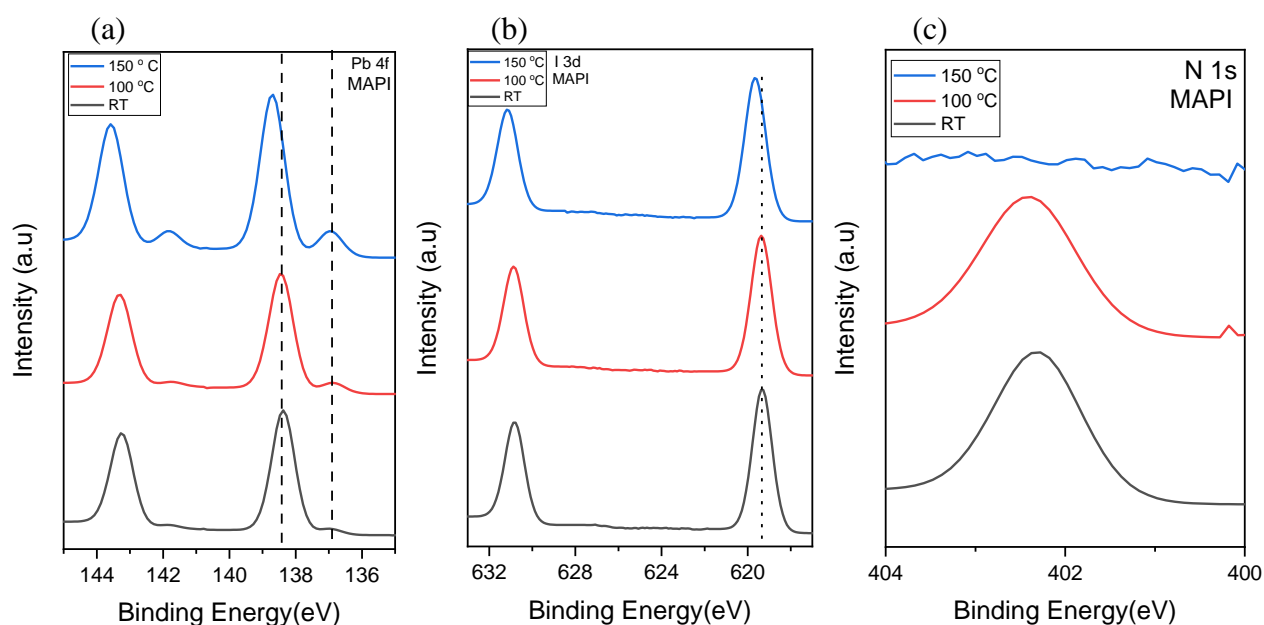 (a)
150 ° C
100 °C
RT
Pb 4f
MAPI
Intensity (a.u)
144 142 140 138 136
Binding Energy(eV)
(b)
150 °C
100 °C
RT
I 3d
MAPI
Intensity (a.u)
632 628 624 620
Binding Energy(eV)
(c)
150 °C
100 °C
RT
N 1s
MAPI
Intensity (a.u)
404 402 400
Binding Energy(eV)